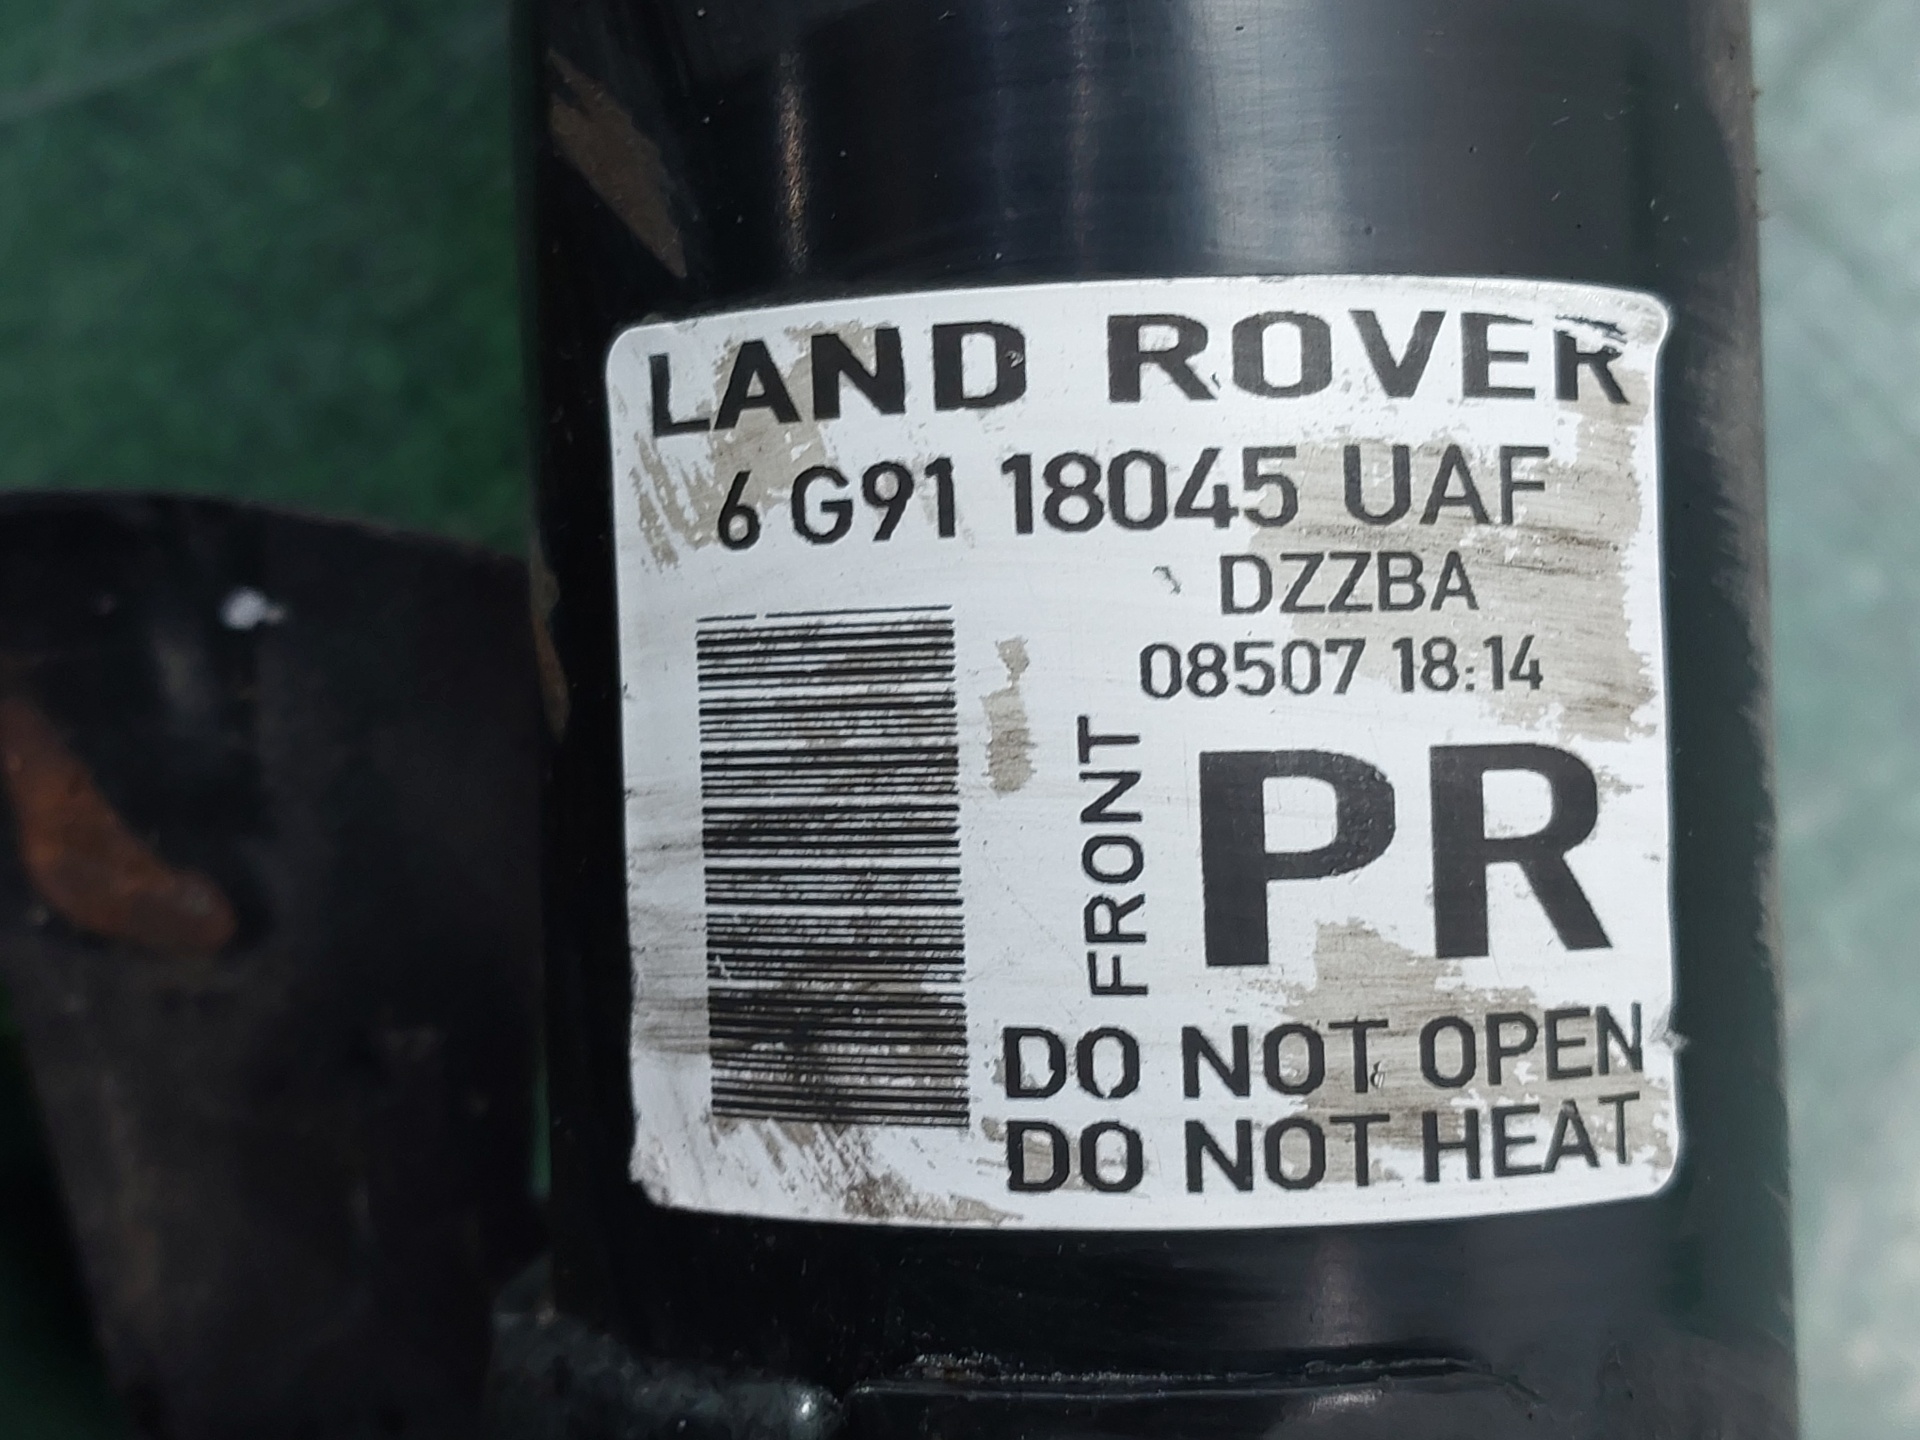 LAND ROVER
6 G91 18045 UAF
DZZBA
08507 18:14
FRONT
PR
DO NOT OPEN
DO NOT HEAT